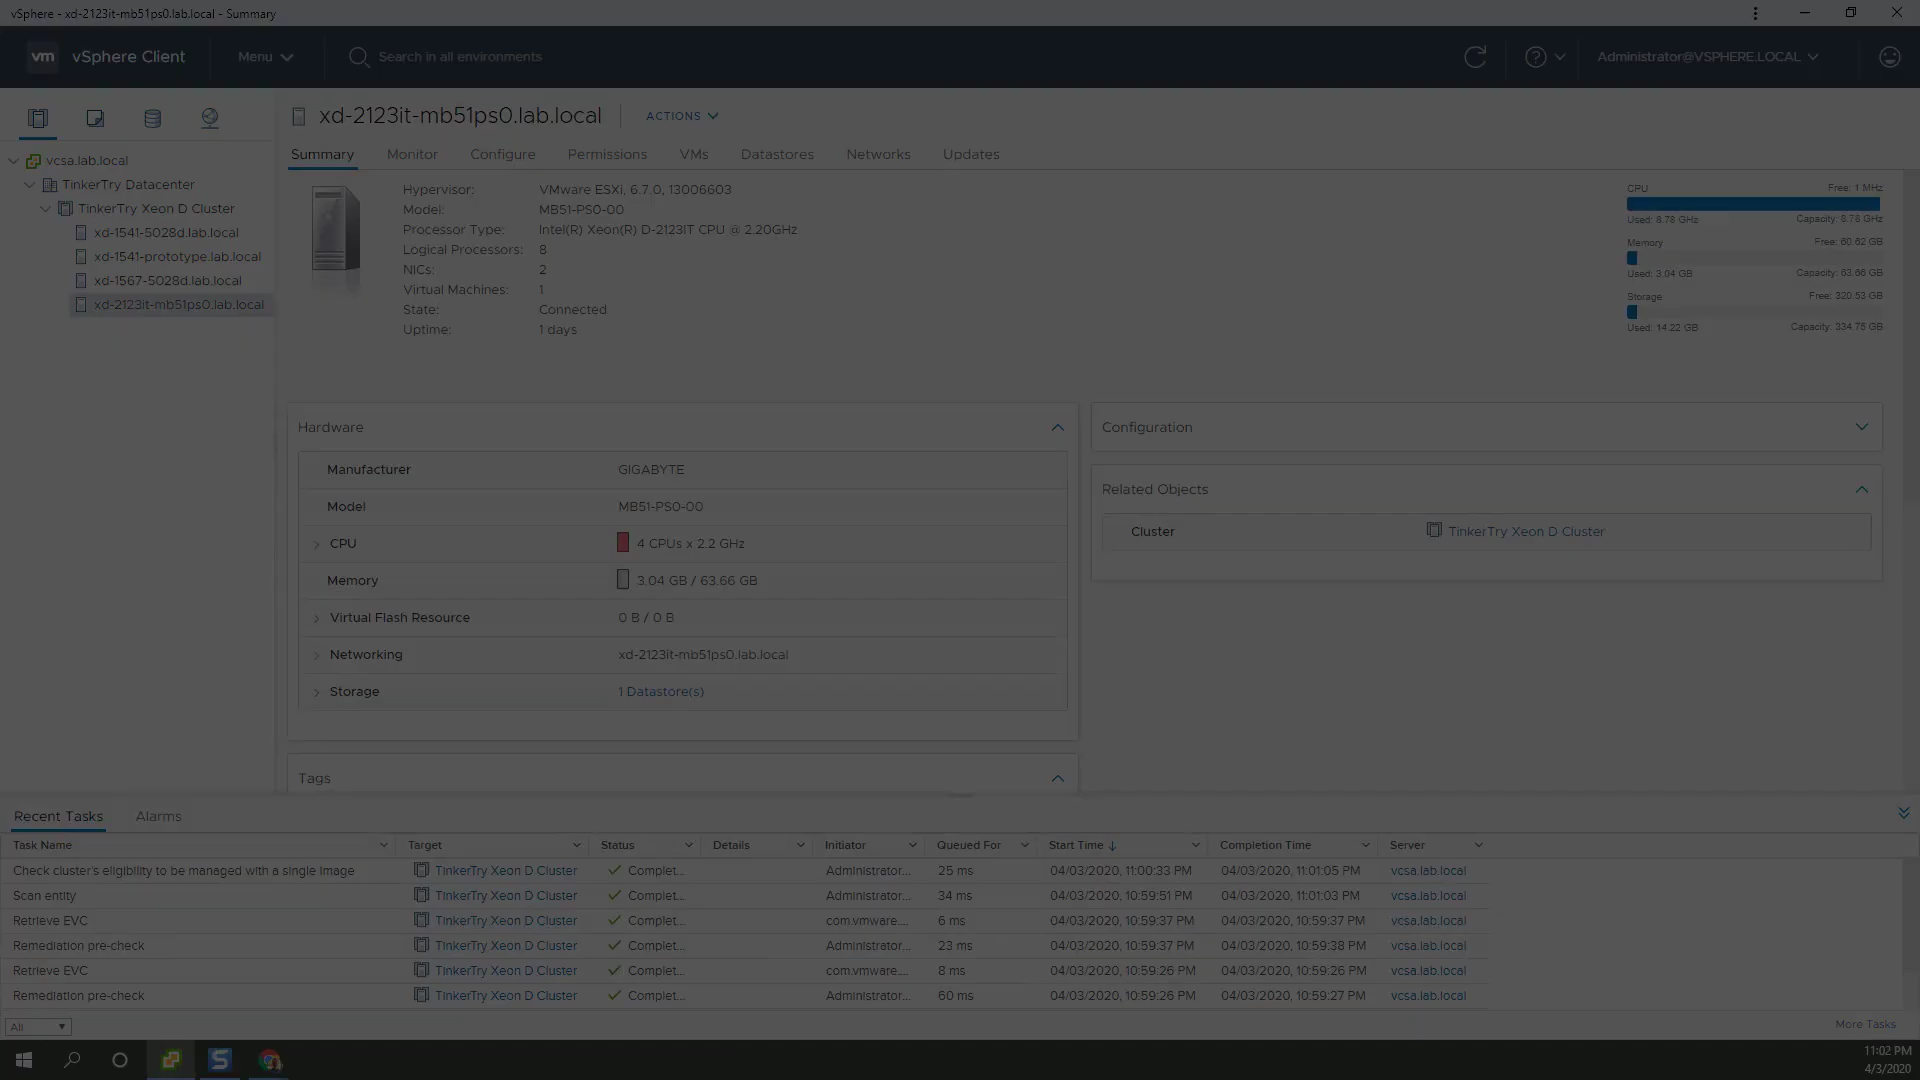 vSphere - xd-2123it-mb51ps0.lab.local - Summary
vm vSphere Client Menu Search in all environments Administrator@VSPHERE.LOCAL
xd-2123it-mb51ps0.lab.local ACTIONS
Summary Monitor Configure Permissions VMs Datastores Networks Updates
vcsa.lab.local
TinkerTry Datacenter
TinkerTry Xeon D Cluster
xd-1541-5028d.lab.local
xd-1541-prototype.lab.local
xd-1567-5028d.lab.local
xd-2123it-mb51ps0.lab.local
Hypervisor: VMware ESXi, 6.7.0, 13006603
Model: MB51-PS0-00
Processor Type: Intel(R) Xeon(R) D-2123IT CPU @ 2.20GHz
Logical Processors: 8
NICs: 2
Virtual Machines: 1
State: Connected
Uptime: 1 days
CPU Free: 1 MHz
Used: 8.78 GHz Capacity: 8.78 GHz
Memory Free: 60.62 GB
Used: 3.04 GB Capacity: 63.66 GB
Storage Free: 320.53 GB
Used: 14.22 GB Capacity: 334.75 GB
Hardware
Manufacturer GIGABYTE
Model MB51-PS0-00
CPU 4 CPUs x 2.2 GHz
Memory 3.04 GB / 63.66 GB
Virtual Flash Resource 0 B / 0 B
Networking xd-2123it-mb51ps0.lab.local
Storage 1 Datastore(s)
Tags
Configuration
Related Objects
Cluster TinkerTry Xeon D Cluster
Recent Tasks Alarms
Task Name Target Status Details Initiator Queued For Start Time ↓ Completion Time Server
Check cluster's eligibility to be managed with a single image TinkerTry Xeon D Cluster Complet... Administrator... 25 ms 04/03/2020, 11:00:33 PM 04/03/2020, 11:01:05 PM vcsa.lab.local
Scan entity TinkerTry Xeon D Cluster Complet... Administrator... 34 ms 04/03/2020, 10:59:51 PM 04/03/2020, 11:01:03 PM vcsa.lab.local
Retrieve EVC TinkerTry Xeon D Cluster Complet... com.vmware.... 6 ms 04/03/2020, 10:59:37 PM 04/03/2020, 10:59:37 PM vcsa.lab.local
Remediation pre-check TinkerTry Xeon D Cluster Complet... Administrator... 23 ms 04/03/2020, 10:59:37 PM 04/03/2020, 10:59:38 PM vcsa.lab.local
Retrieve EVC TinkerTry Xeon D Cluster Complet... com.vmware.... 8 ms 04/03/2020, 10:59:26 PM 04/03/2020, 10:59:26 PM vcsa.lab.local
Remediation pre-check TinkerTry Xeon D Cluster Complet... Administrator... 60 ms 04/03/2020, 10:59:26 PM 04/03/2020, 10:59:27 PM vcsa.lab.local
All More Tasks
11:02 PM
4/3/2020